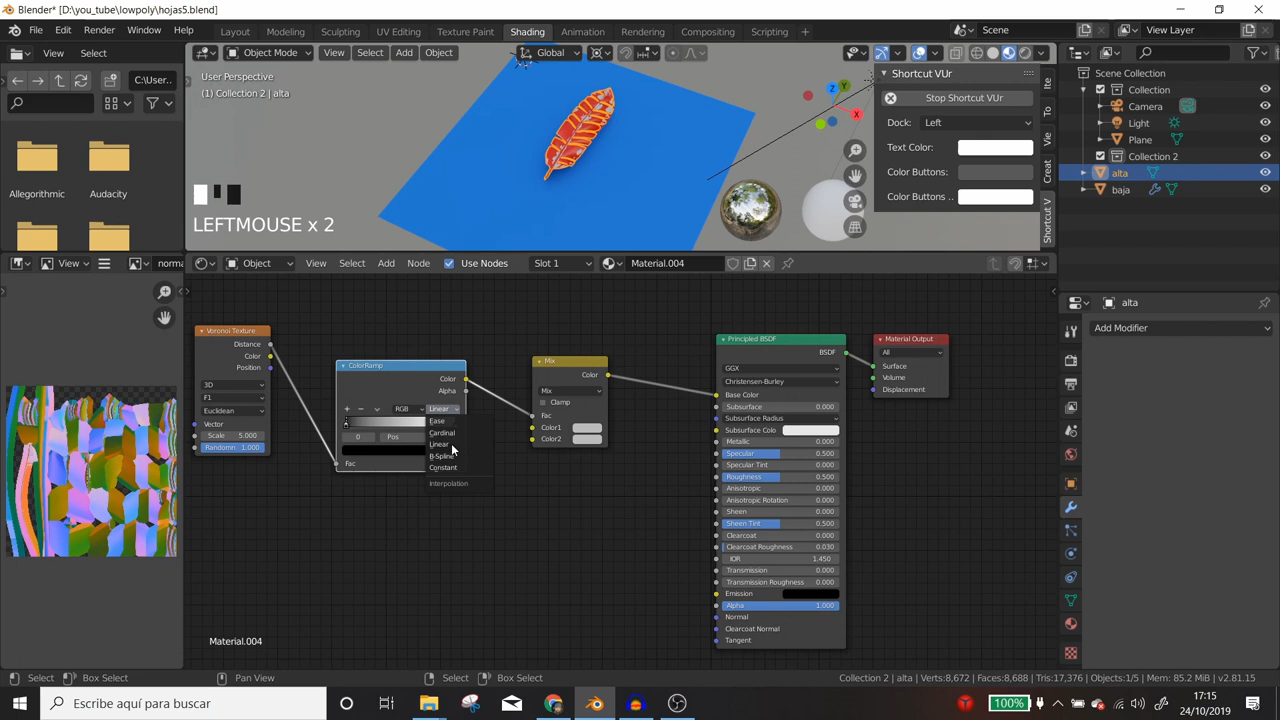 Blender* [D:\vendu\lowpoly\hojas5.blend]
File Edit Render Window Help Layout Modeling Sculpting UV Editing Texture Paint Shading Animation Rendering Compositing Scripting + Scene View Layer
View Select Object Mode View Select Add Object Global
C:\User..
Allegorithmic Audacity
User Perspective
(1) Collection 2 | alta
LEFTMOUSE x 2
Shortcut VUr
Stop Shortcut VUr
Dock: Left
Text Color:
Color Buttons:
Color Buttons ..
Ite
To
Vie
Creat
Shortcut V
Scene Collection
Collection
Camera
Light
Plane
Collection 2
alta
baja
View norma Object View Select Add Node Use Nodes Slot 1 Material.004
Voronoi Texture
Distance
Color
Position
3D
F1
Euclidean
Vector
Scale 5.000
Randomn: 1.000
ColorRamp
Color
Alpha
RGB Linear
0 Pos
Fac
Ease
Cardinal
Linear
B-Spline
Constant
Interpolation
Mix
Color
Mix
Clamp
Fac
Color1
Color2
Principled BSDF
BSDF
GGX
Christensen-Burley
Base Color
Subsurface 0.000
Subsurface Radius
Subsurface Colo
Metallic 0.000
Specular 0.500
Specular Tint 0.000
Roughness 0.500
Anisotropic 0.000
Anisotropic Rotation 0.000
Sheen 0.000
Sheen Tint 0.500
Clearcoat 0.000
Clearcoat Roughness 0.030
IOR 1.450
Transmission 0.000
Transmission Roughness 0.000
Emission
Alpha 1.000
Normal
Clearcoat Normal
Tangent
Material Output
All
Surface
Volume
Displacement
alta
Add Modifier
Material.004
Select Box Select Pan View Select Box Select Collection 2 | alta Verts:8,672 | Faces:8,688 | Tris:17,376 | Objects:1/5 | Mem: 85.2 MiB | v2.81.15
Escribe aquí para buscar
100%
17:15
24/10/2019